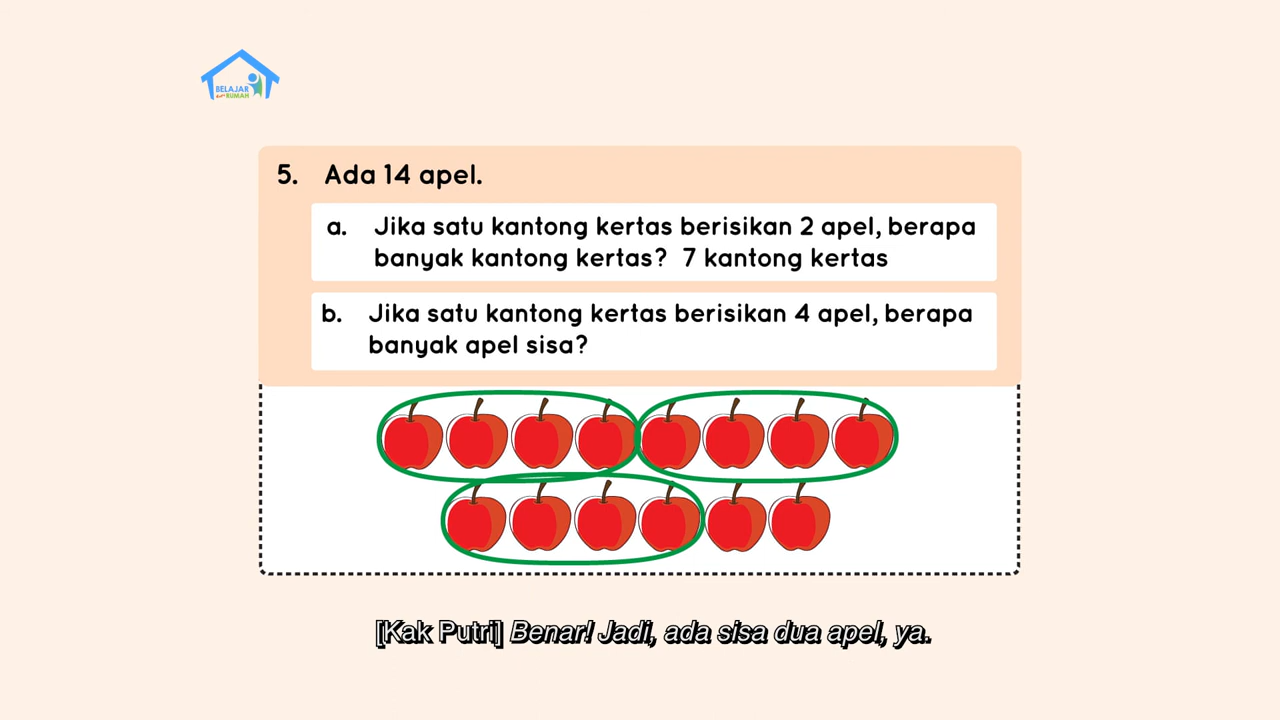 BELAJAR
RUMAH
5. Ada 14 apel.
a. Jika satu kantong kertas berisikan 2 apel, berapa
banyak kantong kertas? 7 kantong kertas
b. Jika satu kantong kertas berisikan 4 apel, berapa
banyak apel sisa?
[Kak Putri] Benar! Jadi, ada sisa dua apel, ya.